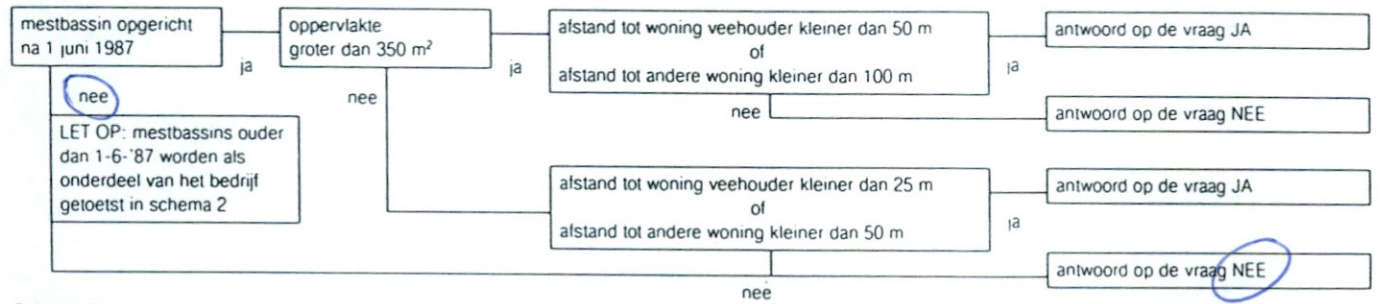 mestbassin opgericht
na 1 juni 1987
ja
oppervlakte
groter dan 350 m²
ja
afstand tot woning veehouder kleiner dan 50 m
of
afstand tot andere woning kleiner dan 100 m
ja
antwoord op de vraag JA
nee
antwoord op de vraag NEE
nee
nee
LET OP: mestbassins ouder
dan 1-6-'87 worden als
onderdeel van het bedrijf
getoetst in schema 2
afstand tot woning veehouder kleiner dan 25 m
of
afstand tot andere woning kleiner dan 50 m
ja
antwoord op de vraag JA
nee
antwoord op de vraag NEE